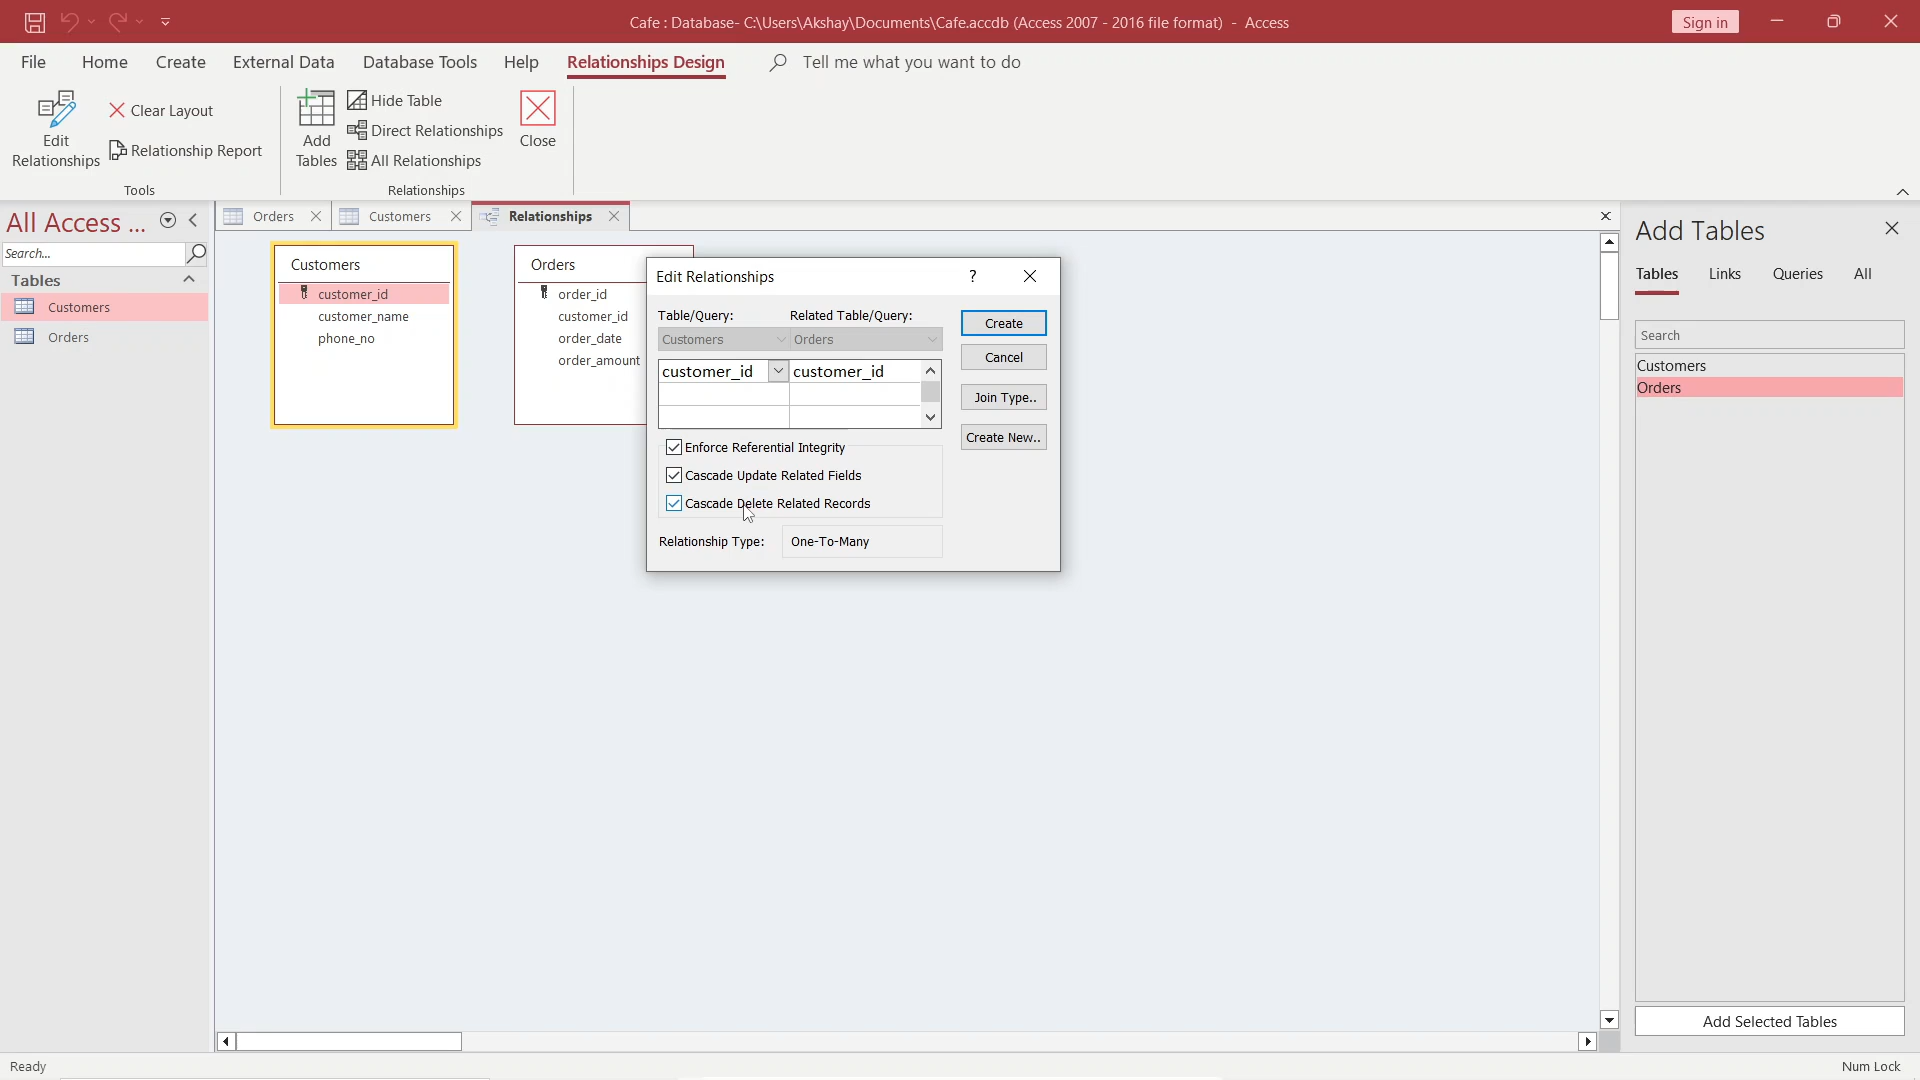 Cafe : Database- C:\Users\Akshay\Documents\Cafe.accdb (Access 2007 - 2016 file format) - Access
Sign in
File Home Create External Data Database Tools Help Relationships Design Tell me what you want to do
Edit Relationships
Clear Layout
Relationship Report
Tools
Add Tables
Hide Table
Direct Relationships
All Relationships
Close
Relationships
All Access ...
Search...
Tables
Customers
Orders
Orders Customers Relationships
Customers
customer_id
customer_name
phone_no
Orders
order_id
customer_id
order_date
order_amount
Edit Relationships ?
Table/Query: Related Table/Query:
Customers Orders
customer_id customer_id
Enforce Referential Integrity
Cascade Update Related Fields
Cascade Delete Related Records
Relationship Type: One-To-Many
Create
Cancel
Join Type..
Create New..
Add Tables
Tables Links Queries All
Search
Customers
Orders
Add Selected Tables
Ready
Num Lock